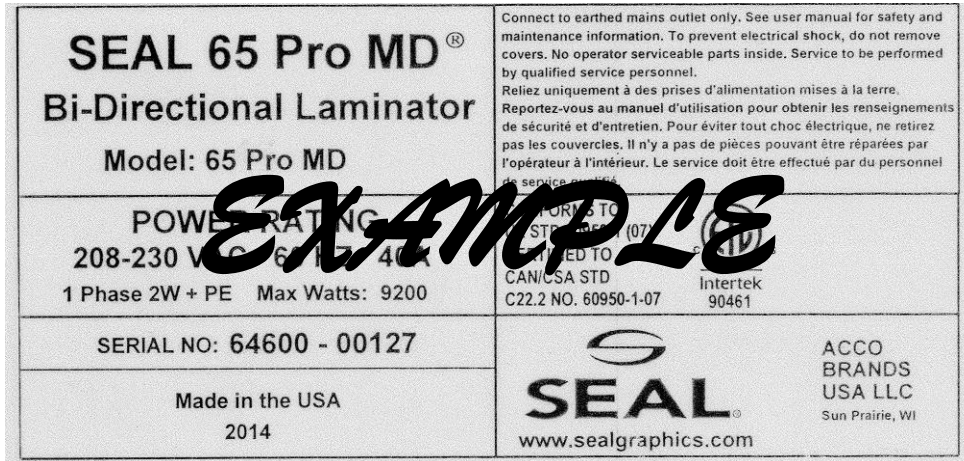 SEAL 65 Pro MD®
Bi-Directional Laminator
Model: 65 Pro MD
POWER RATING
208-230 40A
1 Phase 2W + PE Max Watts: 9200
SERIAL NO: 64600 - 00127
Made in the USA
2014
Connect to earthed mains outlet only. See user manual for safety and
maintenance information. To prevent electrical shock, do not remove
covers. No operator serviceable parts inside. Service to be performed
by qualified service personnel.
Reliez uniquement à des prises d'alimentation mises à la terre.
Reportez-vous au manuel d'utilisation pour obtenir les renseignements
de sécurité et d'entretien. Pour éviter tout choc électrique, ne retirez
pas les couvercles. Il n'y a pas de pièces pouvant être réparées par
l'opérateur à l'intérieur. Le service doit être effectué par du personnel
de service
EXAMPLE
TO
STD (07)
TO
CAN/CSA STD
C22.2 NO. 60950-1-07
Intertek
90461
SEAL®
www.sealgraphics.com
ACCO
BRANDS
USA LLC
Sun Prairie, WI